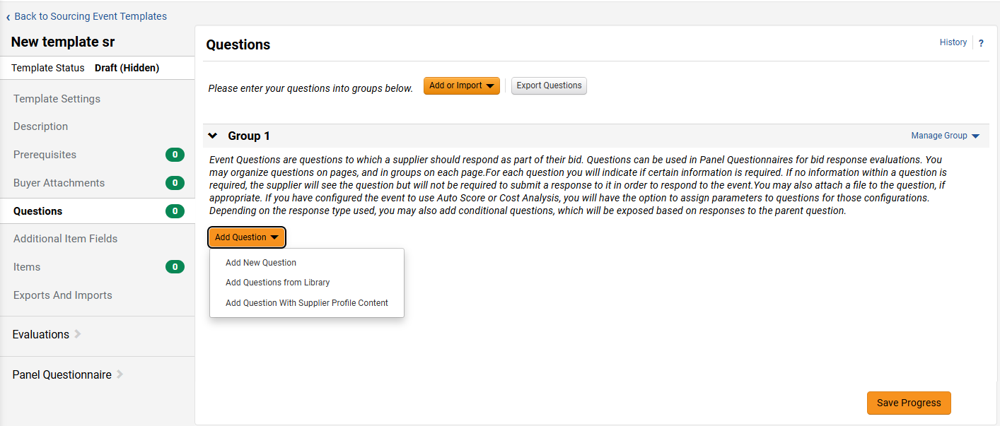 Back to Sourcing Event Templates
New template sr
Template Status Draft (Hidden)
Template Settings
Description
Prerequisites 0
Buyer Attachments 0
Questions 0
Additional Item Fields
Items 0
Exports And Imports
Evaluations
Panel Questionnaire
Questions
History ?
Please enter your questions into groups below. Add or Import Export Questions
Group 1 Manage Group
Event Questions are questions to which a supplier should respond as part of their bid. Questions can be used in Panel Questionnaires for bid response evaluations. You
may organize questions on pages, and in groups on each page.For each question you will indicate if certain information is required. If no information within a question is
required, the supplier will see the question but will not be required to submit a response to it in order to respond to the event.You may also attach a file to the question, if
appropriate. If you have configured the event to use Auto Score or Cost Analysis, you will have the option to assign parameters to questions for those configurations.
Depending on the response type used, you may also add conditional questions, which will be exposed based on responses to the parent question.
Add Question
Add New Question
Add Questions from Library
Add Question With Supplier Profile Content
Save Progress